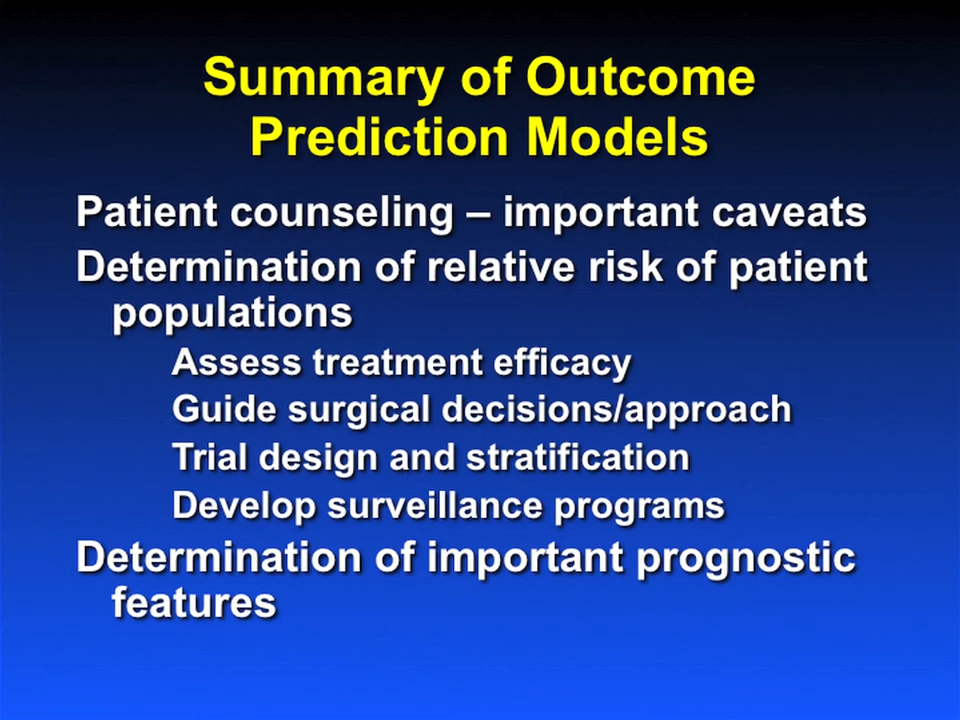 Summary of Outcome
Prediction Models
Patient counseling – important caveats
Determination of relative risk of patient
populations
Assess treatment efficacy
Guide surgical decisions/approach
Trial design and stratification
Develop surveillance programs
Determination of important prognostic
features